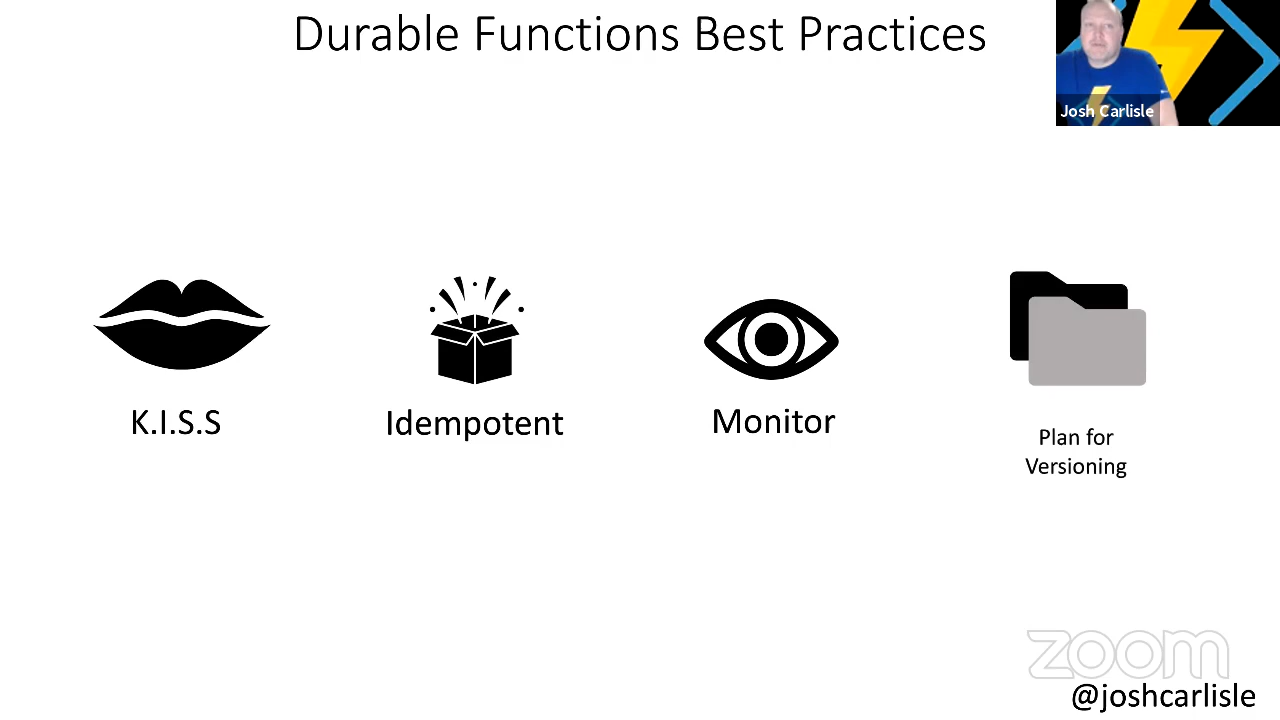 Durable Functions Best Practices
Josh Carlisle
K.I.S.S
Idempotent
Monitor
Plan for
Versioning
zoom
@joshcarlisle